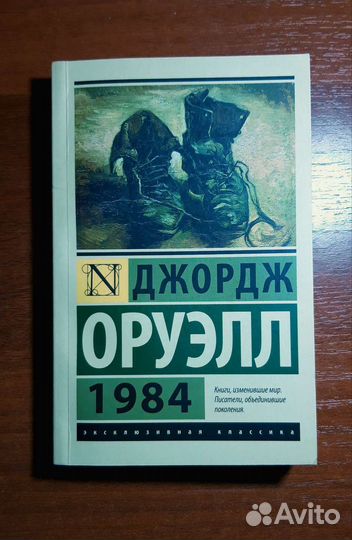 N
ДЖОРДЖ
ОРУЭЛЛ
1984
Книги, изменившие мир.
Писатели, объединившие
поколения.
эксклюзивная классика
Avito